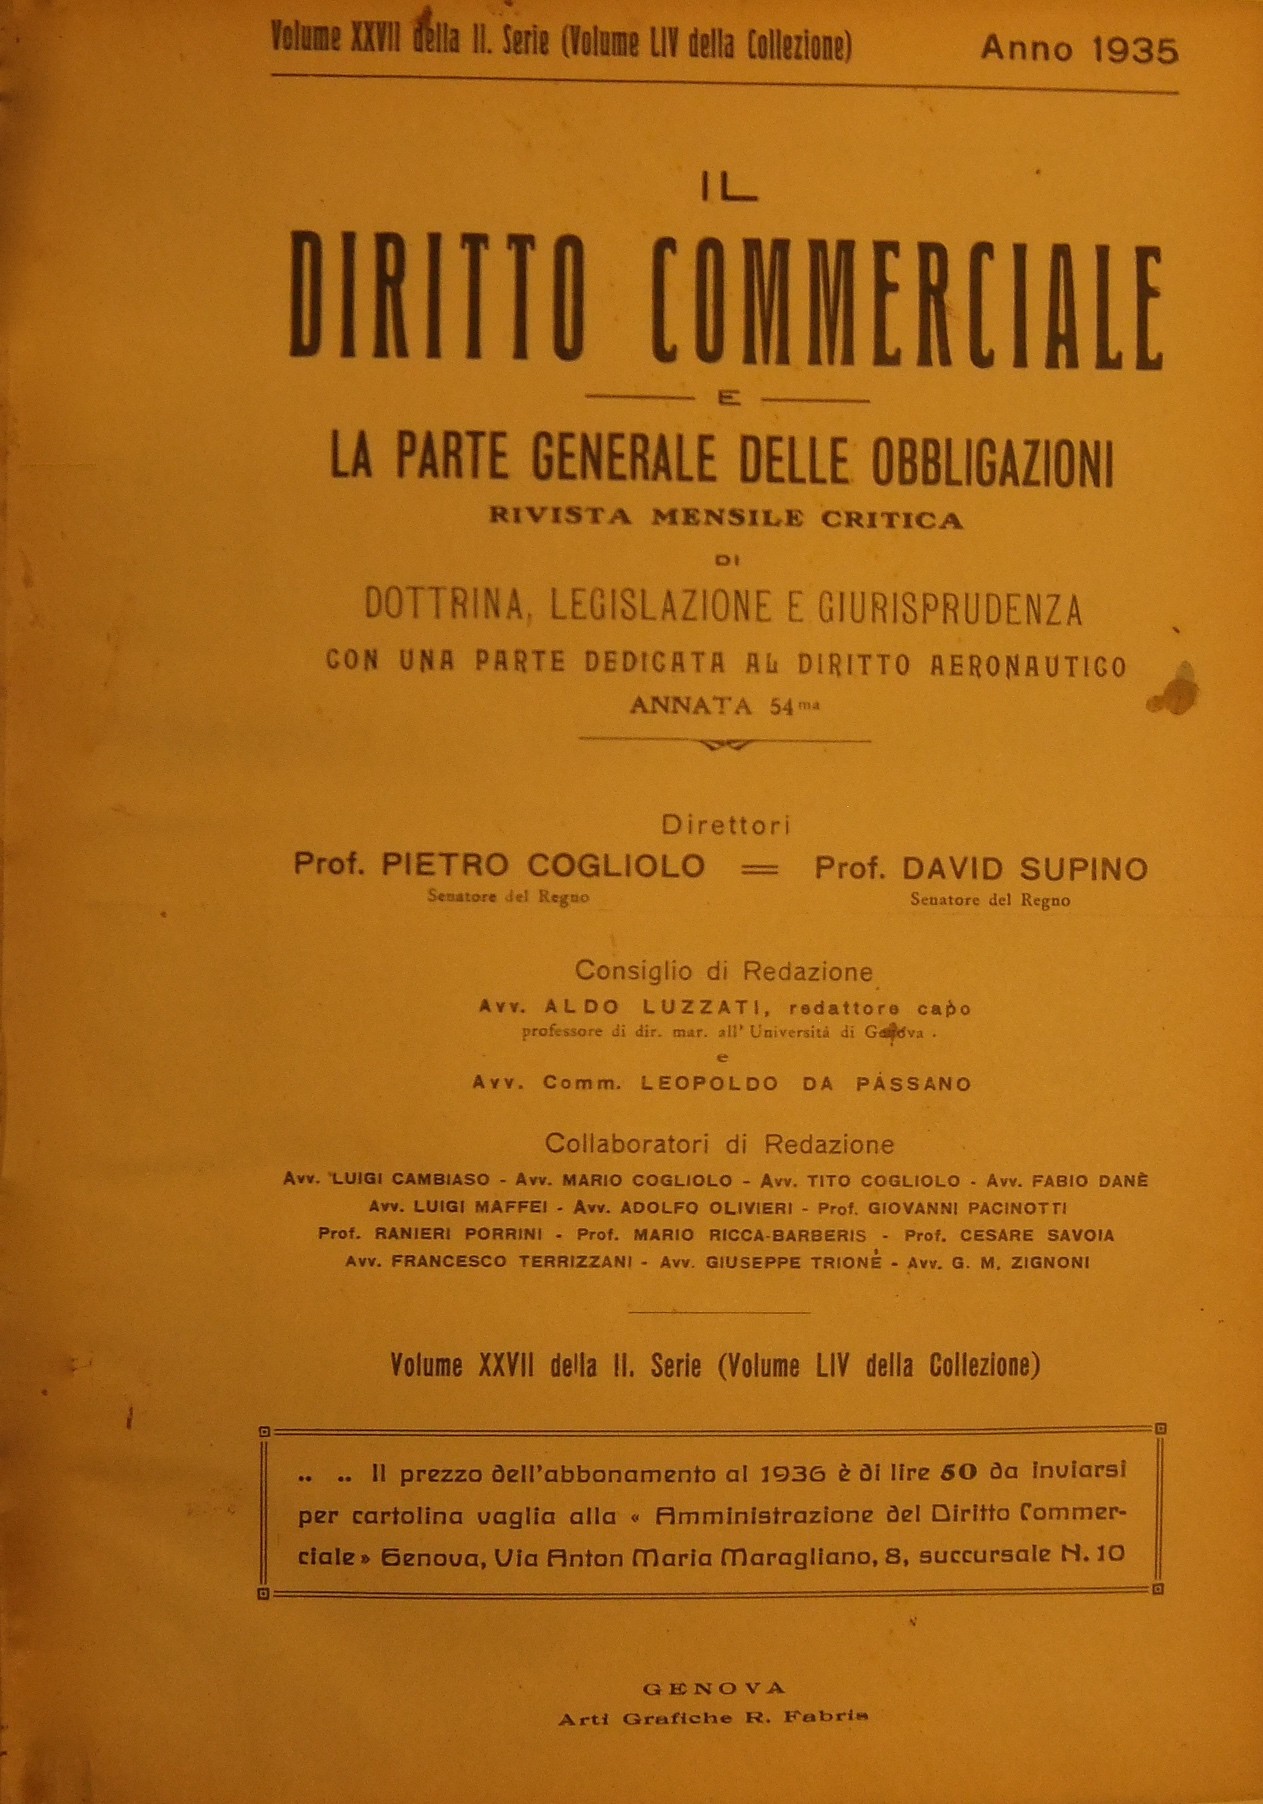 Volume XXVII della II. Serie (Volume LIV della Collezione) Anno 1935
IL
DIRITTO COMMERCIALE
E
LA PARTE GENERALE DELLE OBBLIGAZIONI
RIVISTA MENSILE CRITICA
DI
DOTTRINA, LEGISLAZIONE E GIURISPRUDENZA
CON UNA PARTE DEDICATA AL DIRITTO AERONAUTICO
ANNATA 54ma
Direttori
Prof. PIETRO COGLIOLO = Prof. DAVID SUPINO
Senatore del Regno Senatore del Regno
Consiglio di Redazione
Avv. ALDO LUZZATI, redattore capo
professore di dir. mar. all'Universitá di Genova.
e
Avv. Comm. LEOPOLDO DA PASSANO
Collaboratori di Redazione
Avv. LUIGI CAMBIASO - Avv. MARIO COGLIOLO - Avv. TITO COGLIOLO - Avv. FABIO DANÈ
Avv. LUIGI MAFFEI - Avv. ADOLFO OLIVIERI - Prof. GIOVANNI PACINOTTI
Prof. RANIERI PORRINI - Prof. MARIO RICCA-BARBERIS - Prof. CESARE SAVOIA
Avv. FRANCESCO TERRIZZANI - Avv. GIUSEPPE TRIONE - Avv. G. M. ZIGNONI
Volume XXVII della II. Serie (Volume LIV della Collezione)
.. .. Il prezzo dell'abbonamento al 1936 è di lire 50 da inviarsi
per cartolina vaglia alla « Amministrazione del Diritto Commer-
ciale» Genova, Via Anton Maria Maragliano, 8, succursale N. 10
GENOVA
Arti Grafiche R. Fabris